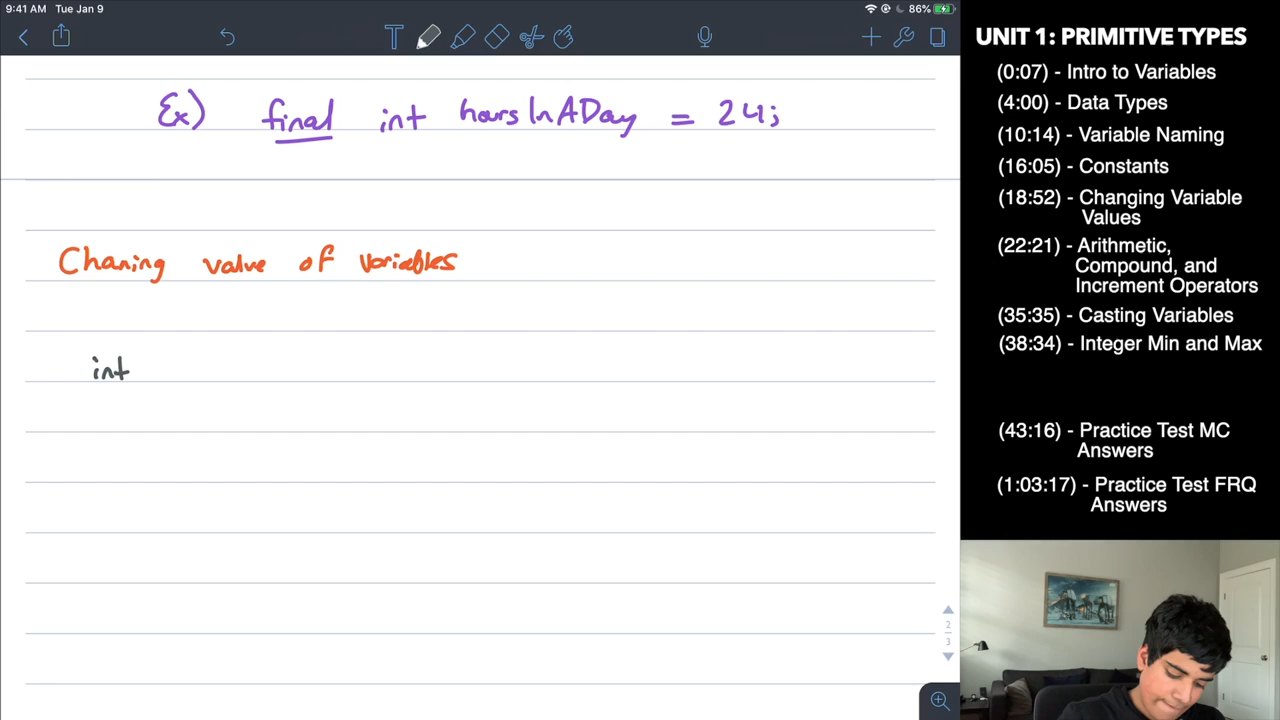 9:41 AM Tue Jan 9
86%
T
Ex) final int hoursInADay = 24;
Chaning value of variables
int
2
3
UNIT 1: PRIMITIVE TYPES
(0:07) - Intro to Variables
(4:00) - Data Types
(10:14) - Variable Naming
(16:05) - Constants
(18:52) - Changing Variable
Values
(22:21) - Arithmetic,
Compound, and
Increment Operators
(35:35) - Casting Variables
(38:34) - Integer Min and Max
(43:16) - Practice Test MC
Answers
(1:03:17) - Practice Test FRQ
Answers